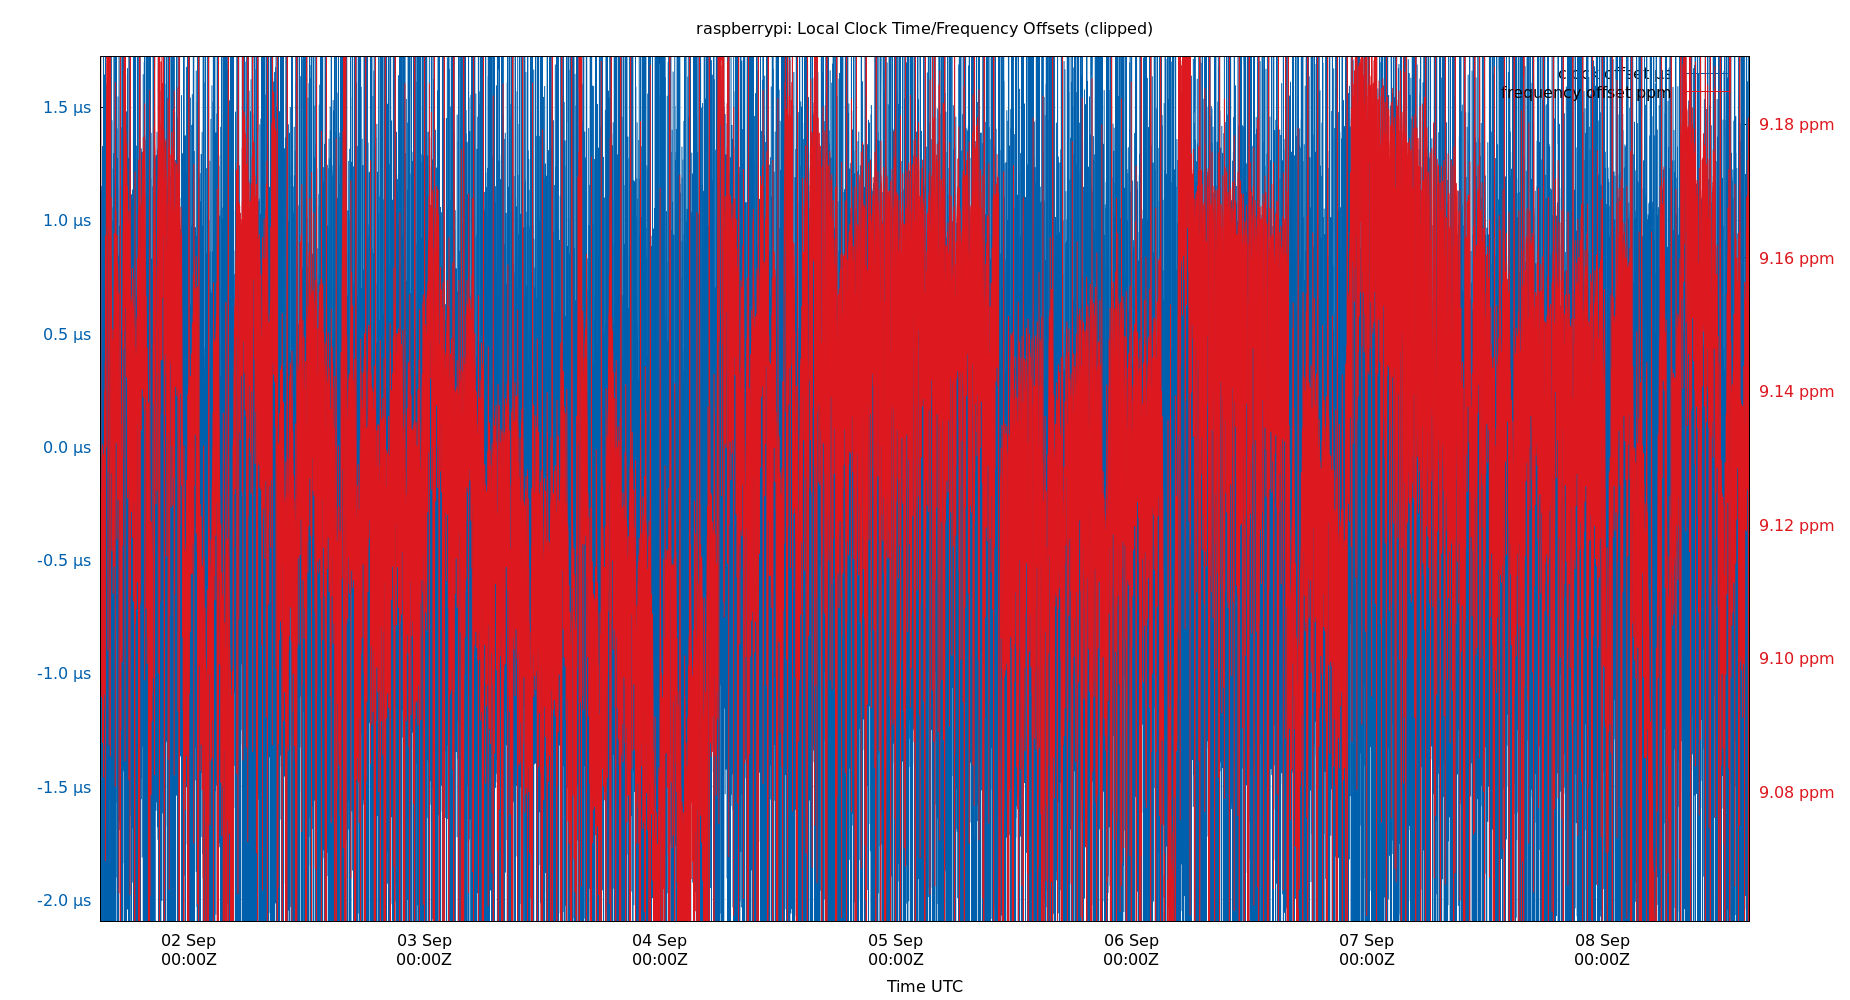 raspberrypi: Local Clock Time/Frequency Offsets (clipped)
clock offset µs
frequency offset ppm
1.5 µs
1.0 µs
0.5 µs
0.0 µs
-0.5 µs
-1.0 µs
-1.5 µs
-2.0 µs
9.18 ppm
9.16 ppm
9.14 ppm
9.12 ppm
9.10 ppm
9.08 ppm
02 Sep
00:00Z
03 Sep
00:00Z
04 Sep
00:00Z
05 Sep
00:00Z
06 Sep
00:00Z
07 Sep
00:00Z
08 Sep
00:00Z
Time UTC